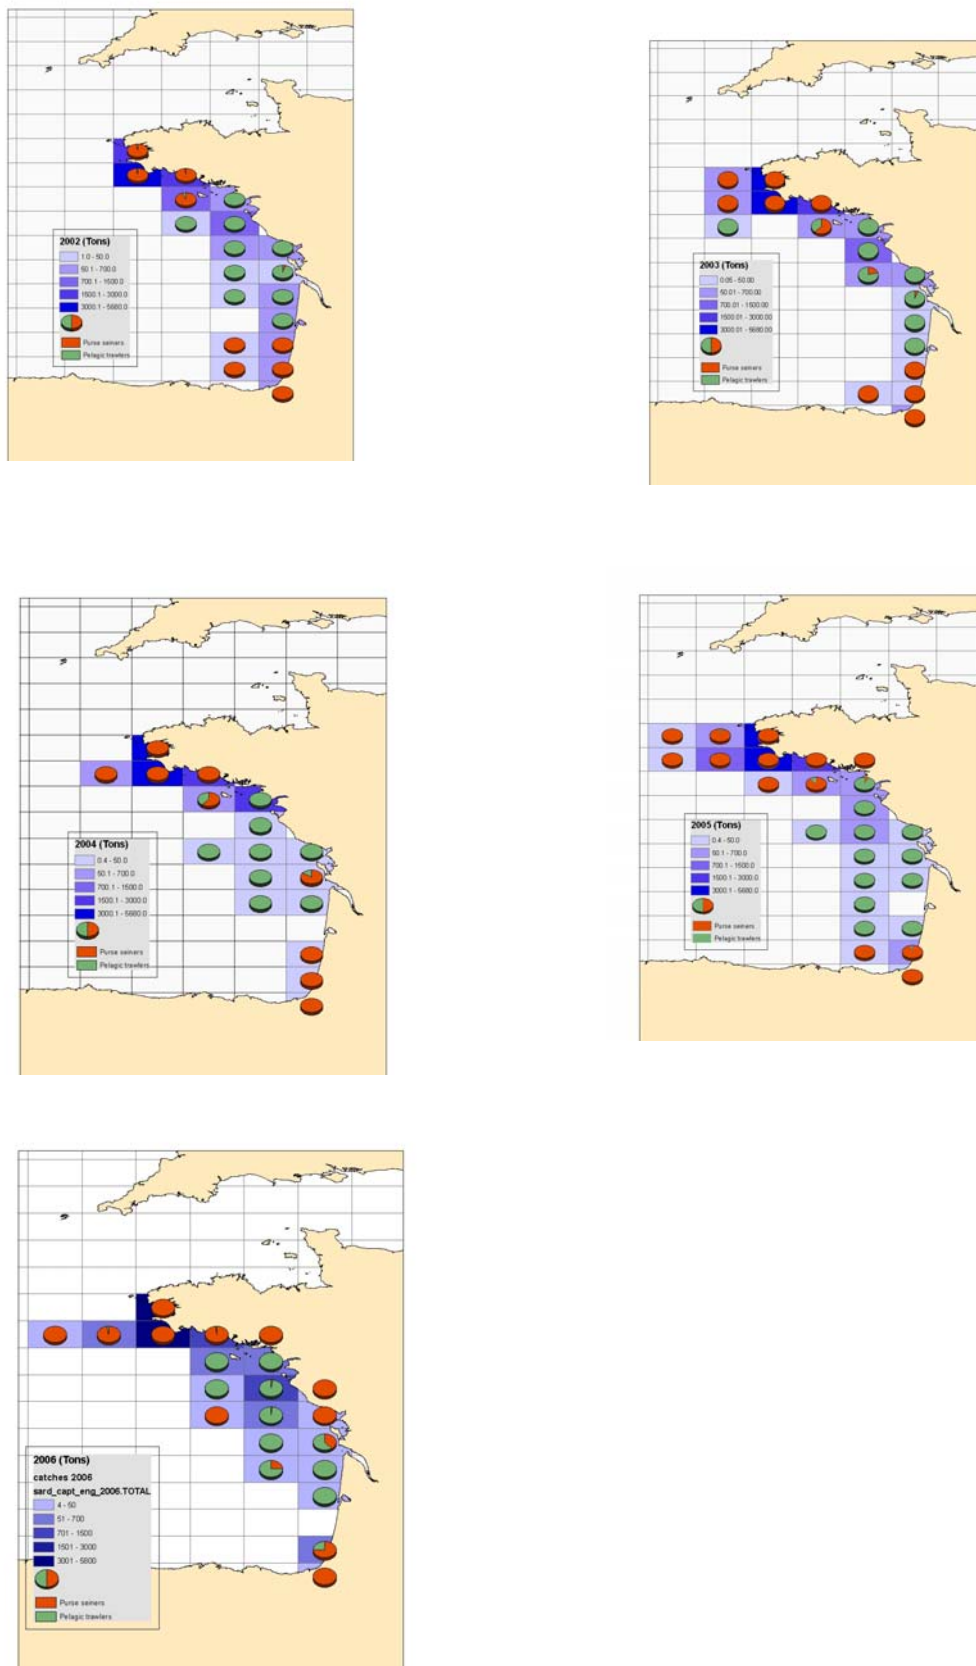 2002 (Tons)
1.0 - 50.0
50.1 - 700.0
700.1 - 1500.0
1500.1 - 3000.0
3000.1 - 5680.0
Purse seiners
Pelagic trawlers
2003 (Tons)
0.05 - 50.00
50.01 - 700.00
700.01 - 1500.00
1500.01 - 3000.00
3000.01 - 5680.00
Purse seiners
Pelagic trawlers
2004 (Tons)
0.4 - 50.0
50.1 - 700.0
700.1 - 1500.0
1500.1 - 3000.0
3000.1 - 5680.0
Purse seiners
Pelagic trawlers
2005 (Tons)
0.4 - 50.0
50.1 - 700.0
700.1 - 1500.0
1500.1 - 3000.0
3000.1 - 5680.0
Purse seiners
Pelagic trawlers
2006 (Tons)
catches 2006
sard_capt_eng_2006.TOTAL
4 - 50
51 - 700
701 - 1500
1501 - 3000
3001 - 5800
Purse seiners
Pelagic trawlers